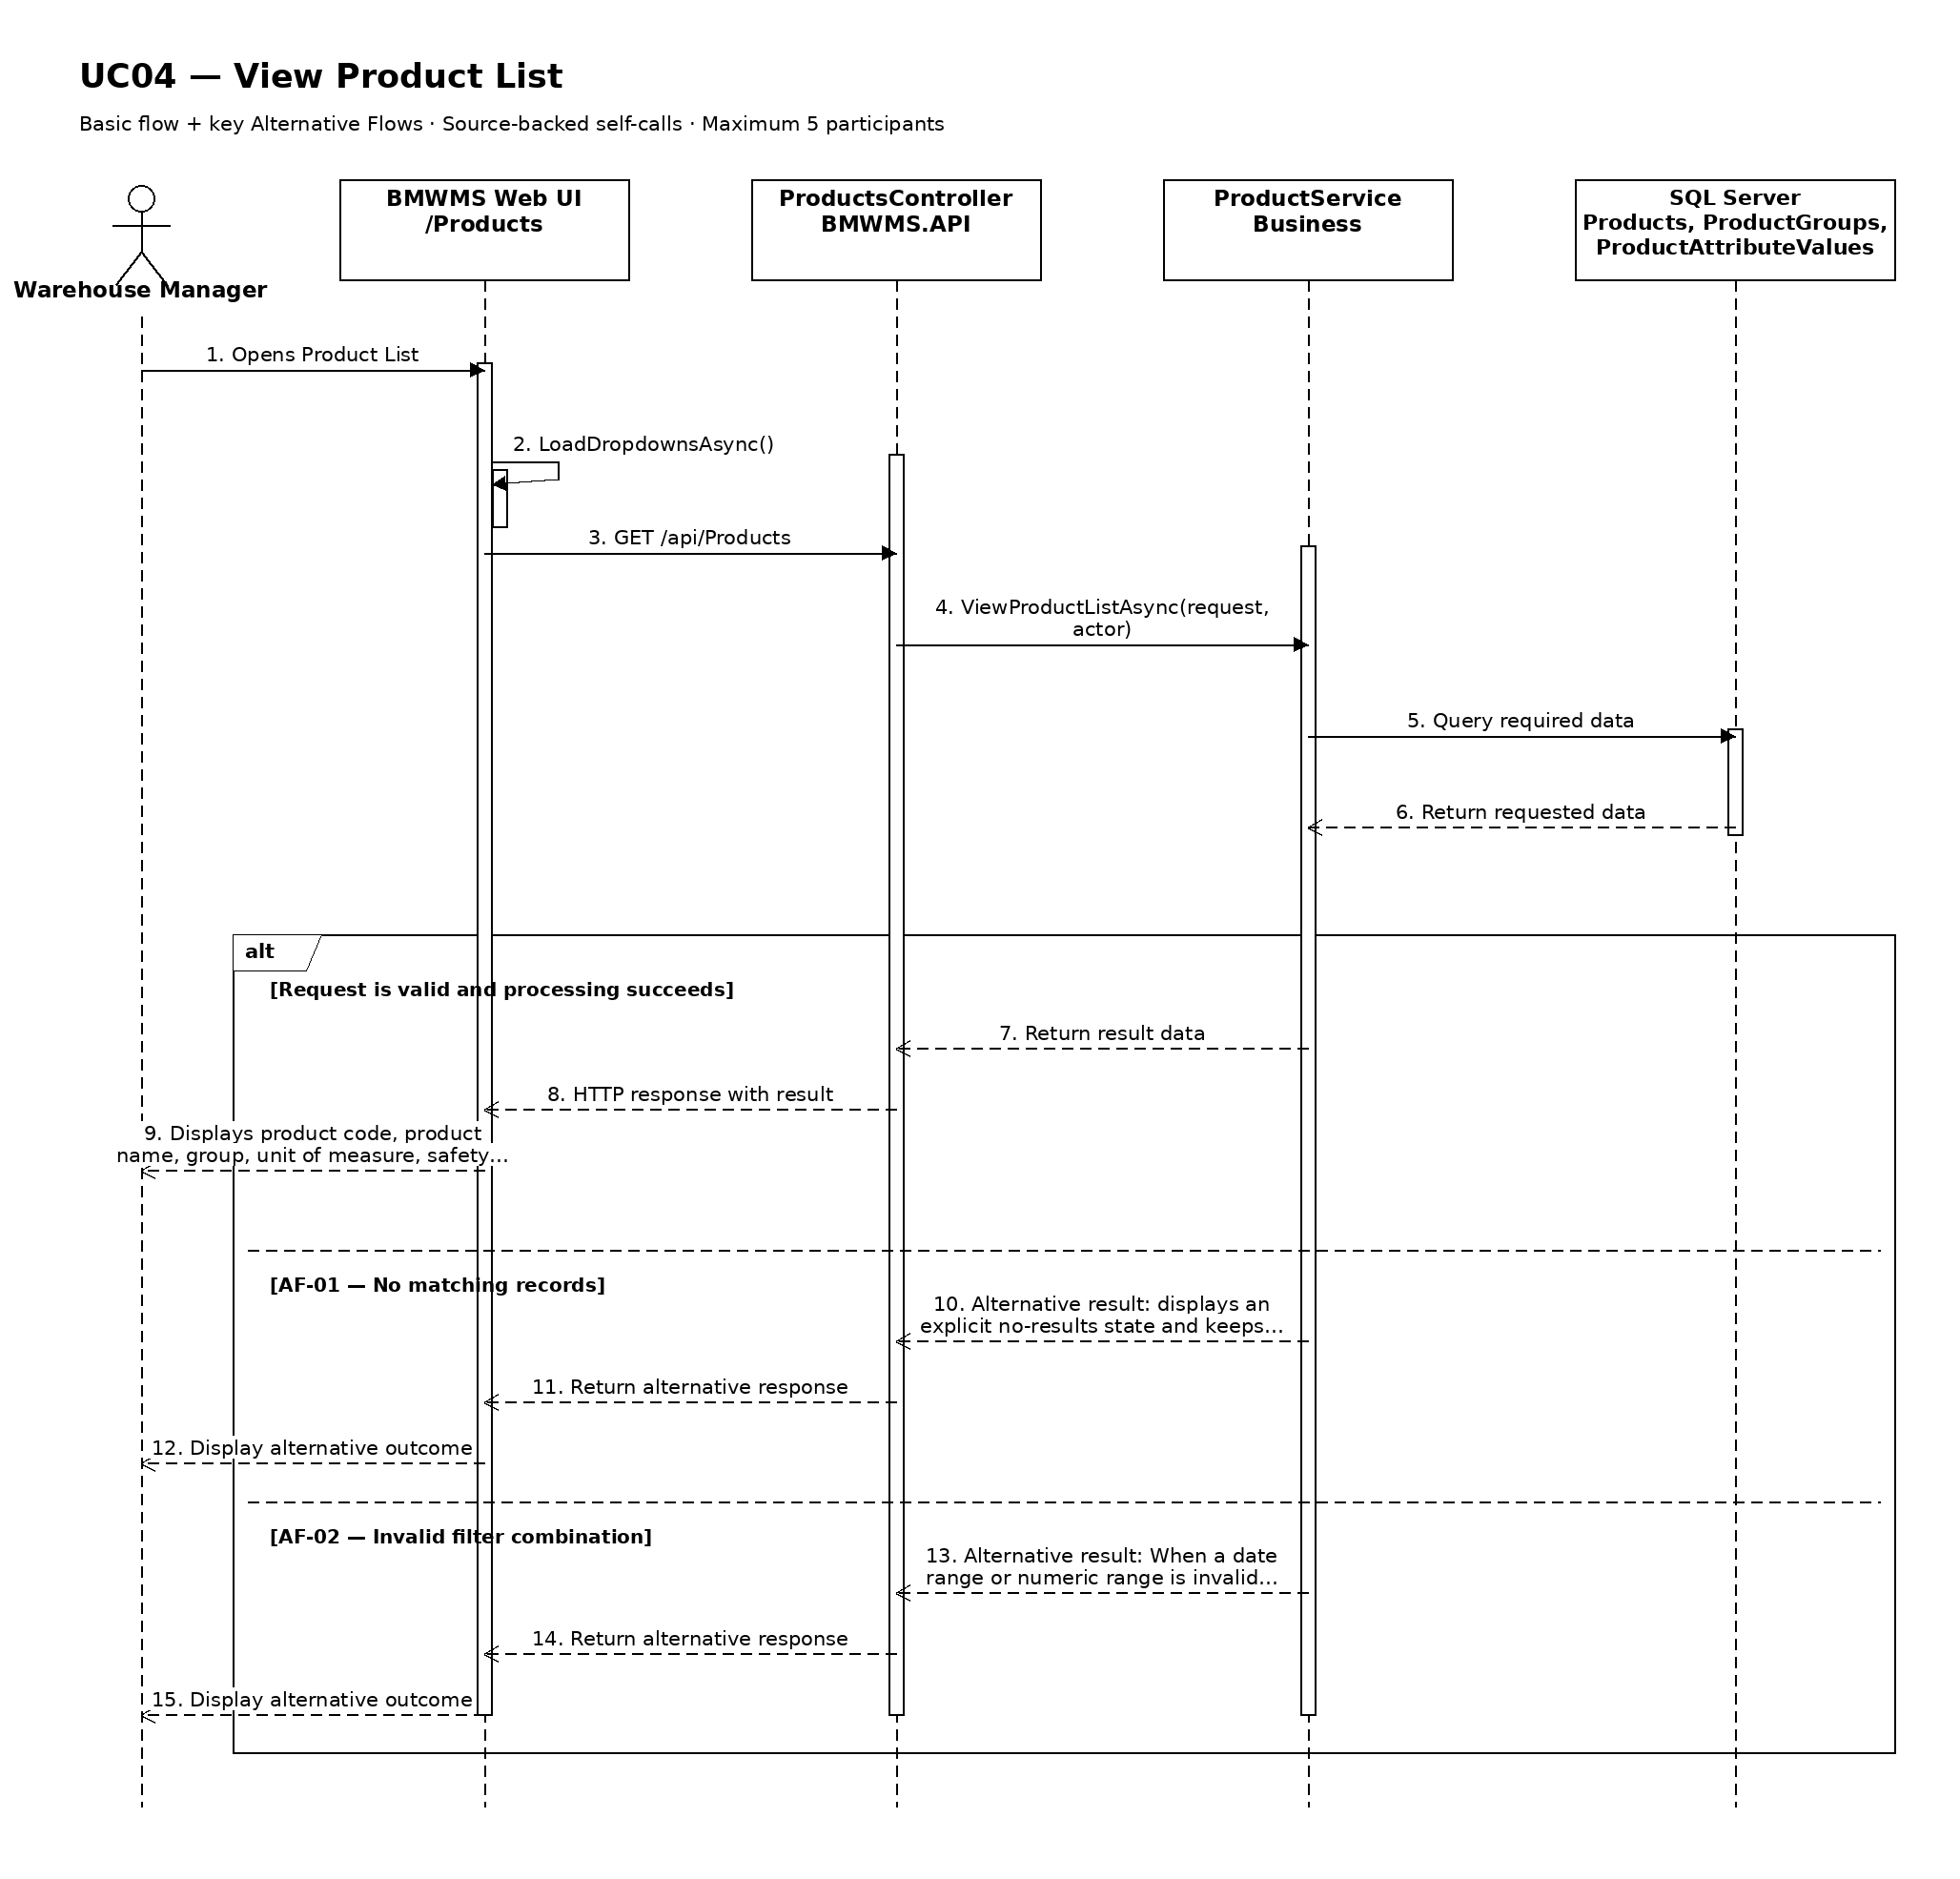 UC04 — View Product List
Basic flow + key Alternative Flows · Source-backed self-calls · Maximum 5 participants
Warehouse Manager
BMWMS Web UI
/Products
ProductsController
BMWMS.API
ProductService
Business
SQL Server
Products, ProductGroups,
ProductAttributeValues
1. Opens Product List
2. LoadDropdownsAsync()
3. GET /api/Products
4. ViewProductListAsync(request,
actor)
5. Query required data
6. Return requested data
alt
[Request is valid and processing succeeds]
7. Return result data
8. HTTP response with result
9. Displays product code, product
name, group, unit of measure, safety...
[AF-01 — No matching records]
10. Alternative result: displays an
explicit no-results state and keeps...
11. Return alternative response
12. Display alternative outcome
[AF-02 — Invalid filter combination]
13. Alternative result: When a date
range or numeric range is invalid...
14. Return alternative response
15. Display alternative outcome